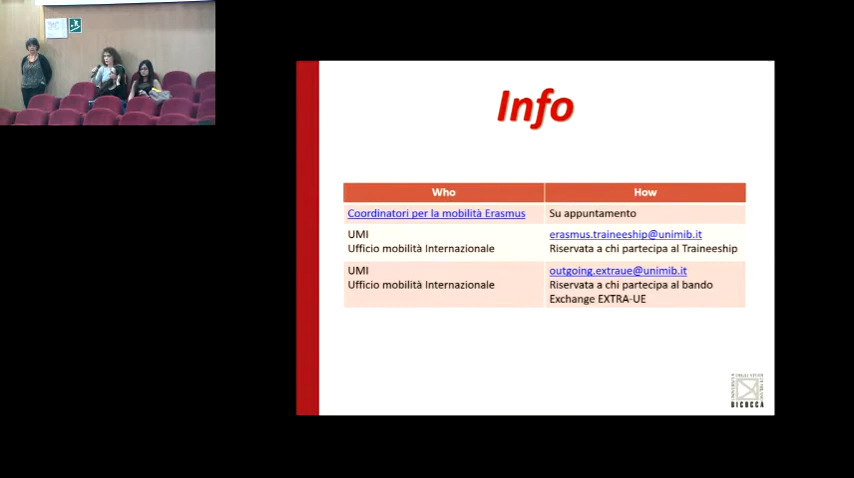 Info
Who
How
Coordinatori per la mobilità Erasmus
Su appuntamento
UMI
Ufficio mobilità Internazionale
erasmus.traineeship@unimib.it
Riservata a chi partecipa al Traineeship
UMI
Ufficio mobilità Internazionale
outgoing.extraue@unimib.it
Riservata a chi partecipa al bando
Exchange EXTRA-UE
BICOCCA